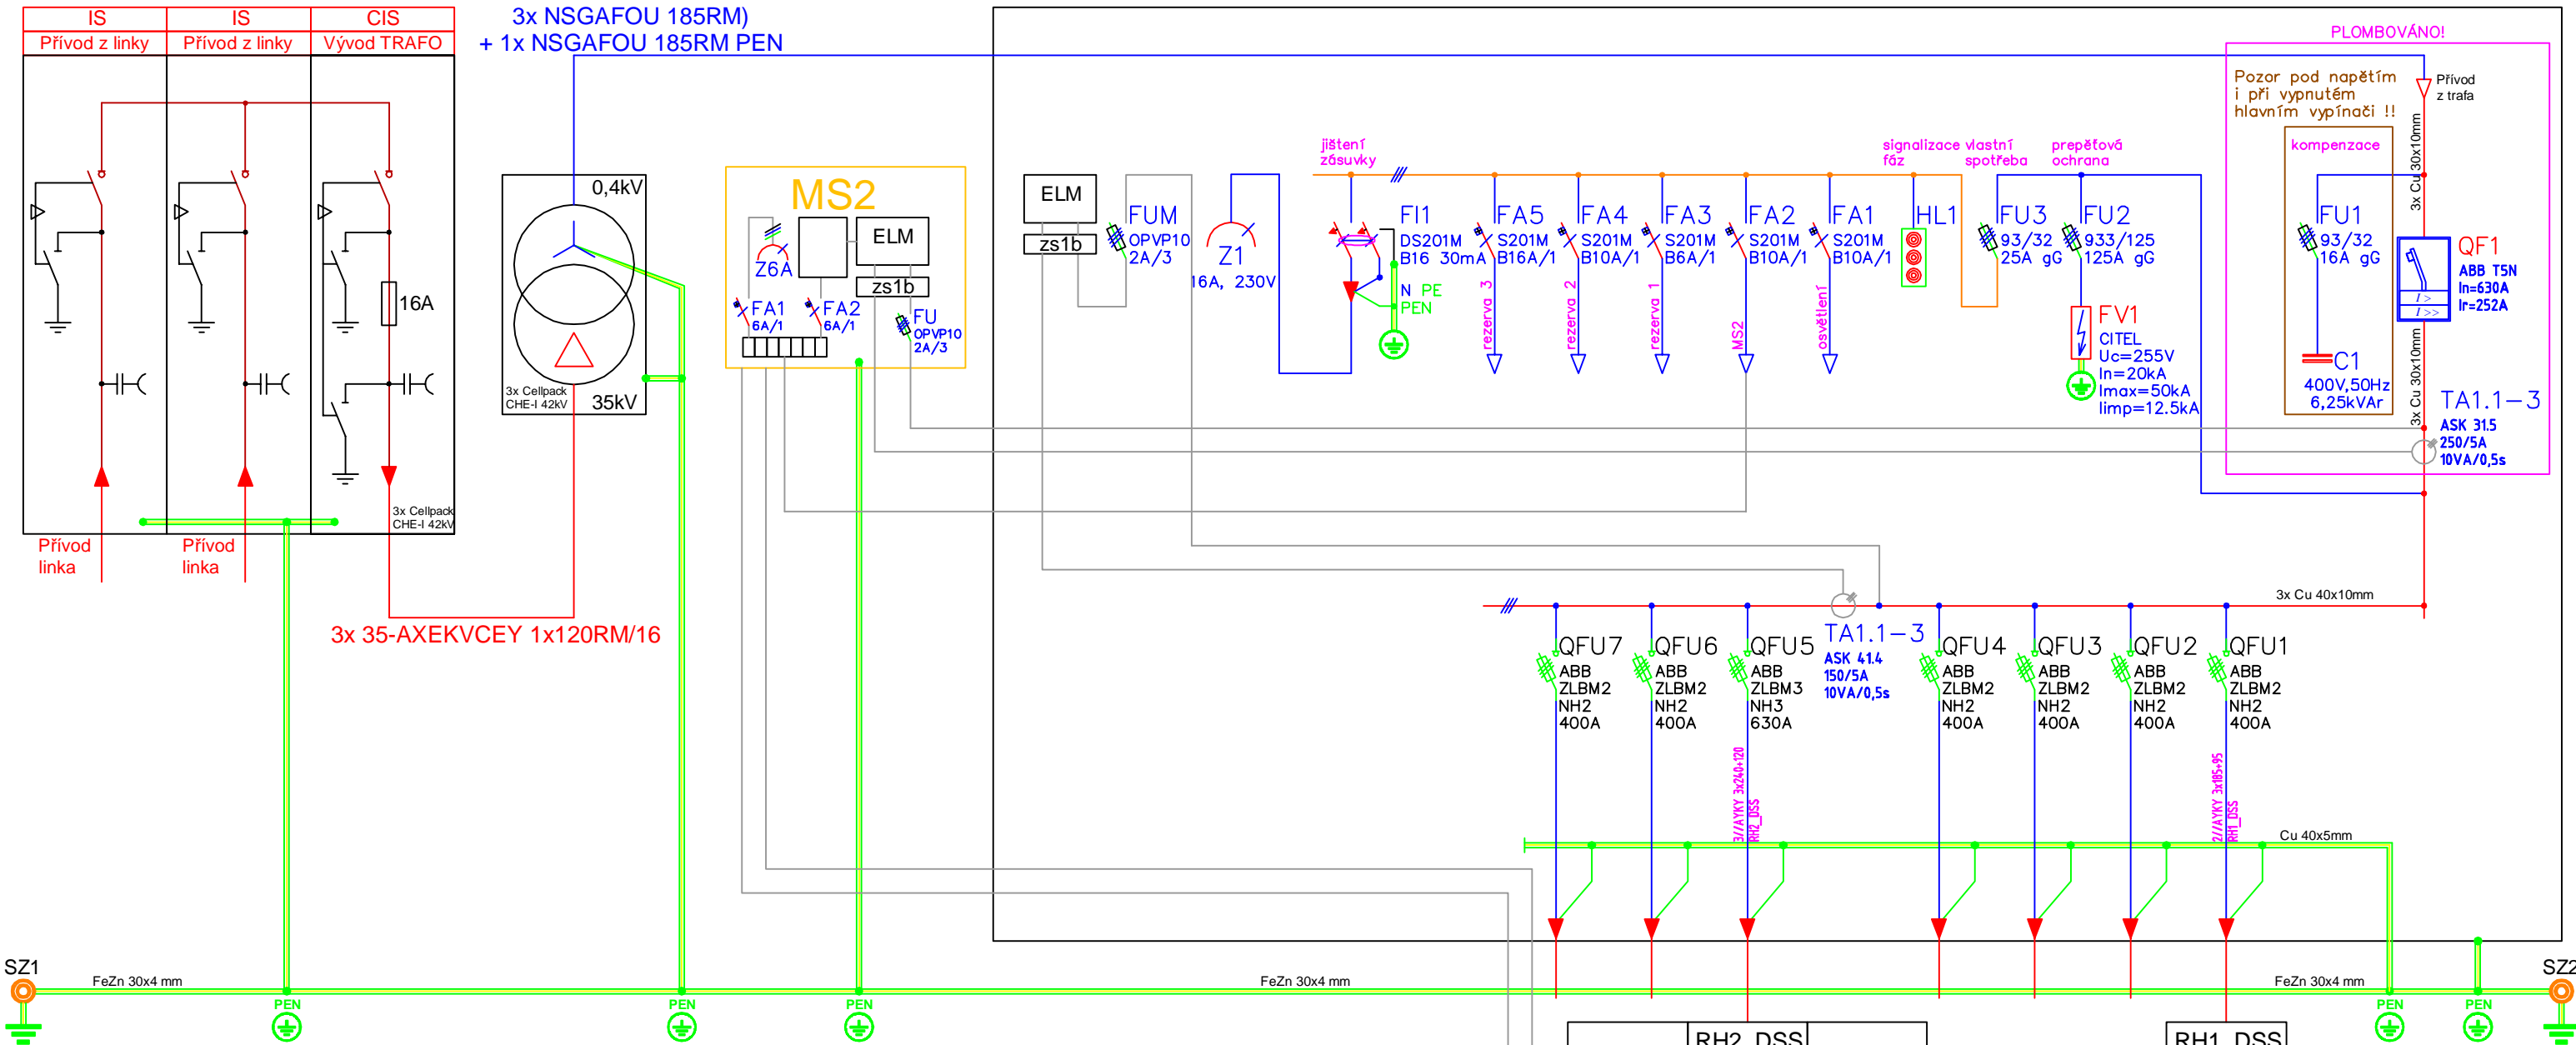 IS
IS
CIS
Přívod z linky
Přívod z linky
Vývod TRAFO
16A
3x Cellpack
CHE-I 42kV
Přívod
linka
Přívod
linka
3x 35-AXEKVCEY 1x120RM/16
3x NSGAFOU 185RM)
+ 1x NSGAFOU 185RM PEN
0,4kV
3x Cellpack
CHE-I 42kV
35kV
MS2
Z6A
ELM
zs1b
FA1
6A/1
FA2
6A/1
FU
OPVP10
2A/3
ELM
zs1b
FUM
OPVP10
2A/3
Z1
16A, 230V
jištení
zásuvky
FI1
DS201M
B16 30mA
N PE
PEN
FA5
S201M
B16A/1
rezerva 3
FA4
S201M
B10A/1
rezerva 2
FA3
S201M
B6A/1
rezerva 1
FA2
S201M
B10A/1
MS2
FA1
S201M
B10A/1
osvětlení
signalizace
fáz
HL1
vlastní
spotřeba
FU3
93/32
25A gG
prepěťová
ochrana
FU2
933/125
125A gG
FV1
CITEL
Uc=255V
In=20kA
Imax=50kA
Iimp=12.5kA
PLOMBOVÁNO!
Pozor pod napětím
i při vypnutém
hlavním vypínači !!
kompenzace
FU1
93/32
16A gG
C1
400V,50Hz
6,25kVAr
Přívod
z trafa
3x Cu 30x10mm
QF1
ABB T5N
In=630A
Ir=252A
I >
I >>
3x Cu 30x10mm
TA1.1-3
ASK 31.5
250/5A
10VA/0,5s
3x Cu 40x10mm
QFU7
ABB
ZLBM2
NH2
400A
QFU6
ABB
ZLBM2
NH2
400A
QFU5
ABB
ZLBM3
NH3
630A
3//AYKY 3x240+120
RH2_DSS
TA1.1-3
ASK 41.4
150/5A
10VA/0,5s
QFU4
ABB
ZLBM2
NH2
400A
QFU3
ABB
ZLBM2
NH2
400A
QFU2
ABB
ZLBM2
NH2
400A
QFU1
ABB
ZLBM2
NH2
400A
2//AYKY 3x185+95
RH1_DSS
Cu 40x5mm
SZ1
FeZn 30x4 mm
FeZn 30x4 mm
FeZn 30x4 mm
SZ2
PEN
PEN
PEN
PEN
PEN
RH2_DSS
RH1_DSS